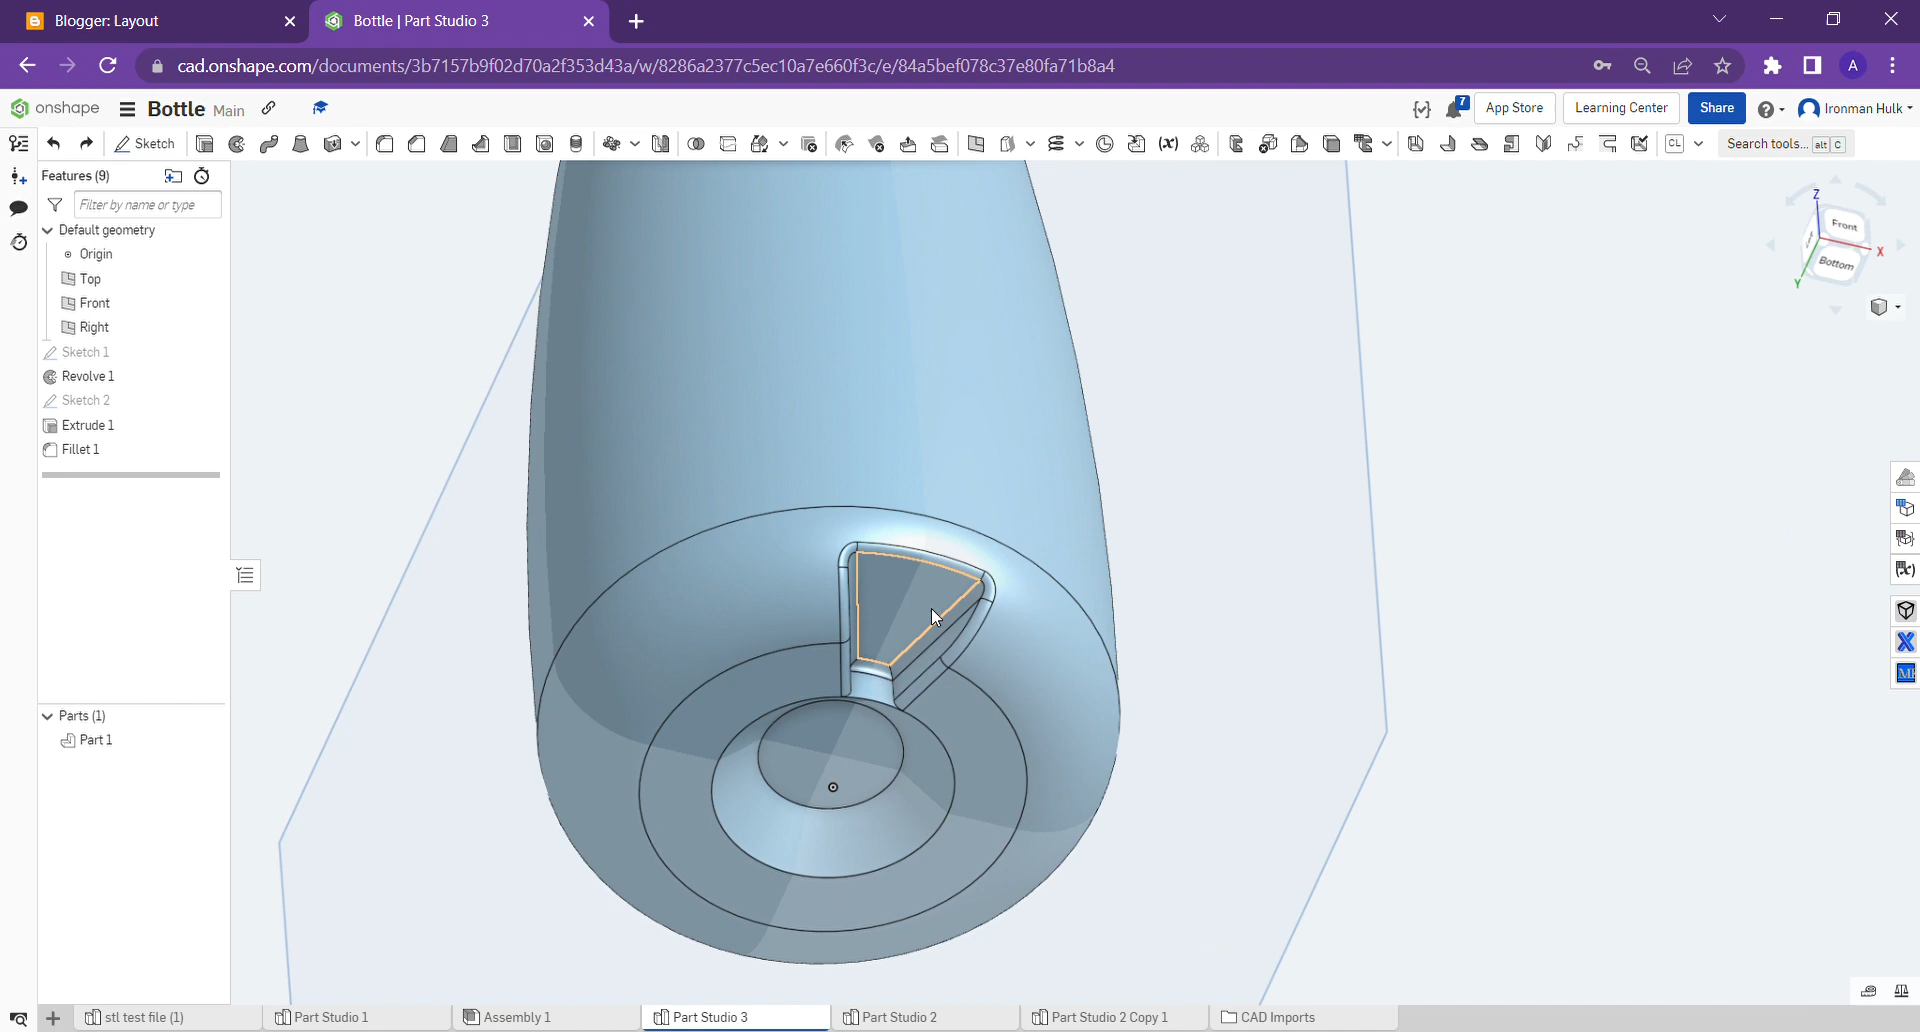 Blogger: Layout
Bottle | Part Studio 3
cad.onshape.com/documents/3b7157b9f02d70a2f353d43a/w/8286a2377c5ec10a7e660f3c/e/84a5bef078c37e80fa71b8a4
A
onshape
Bottle Main
7
App Store
Learning Center
Share
Ironman Hulk
Sketch
CL
Search tools... alt C
Features (9)
Filter by name or type
Default geometry
Origin
Top
Front
Right
Sketch 1
Revolve 1
Sketch 2
Extrude 1
Fillet 1
Parts (1)
Part 1
Z
Front
X
Bottom
Y
stl test file (1)
Part Studio 1
Assembly 1
Part Studio 3
Part Studio 2
Part Studio 2 Copy 1
CAD Imports